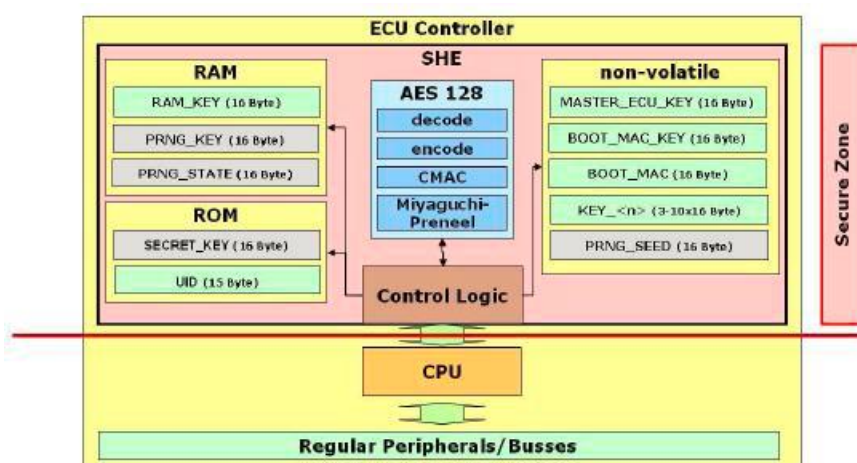 ECU Controller
SHE
RAM
RAM_KEY (16 Byte)
PRNG_KEY (16 Byte)
PRNG_STATE (16 Byte)
ROM
SECRET_KEY (16 Byte)
UID (15 Byte)
AES 128
decode
encode
CMAC
Miyaguchi-
Preneel
Control Logic
non-volatile
MASTER_ECU_KEY (16 Byte)
BOOT_MAC_KEY (16 Byte)
BOOT_MAC (16 Byte)
KEY_<n> (3-10x16 Byte)
PRNG_SEED (16 Byte)
Secure Zone
CPU
Regular Peripherals/Busses